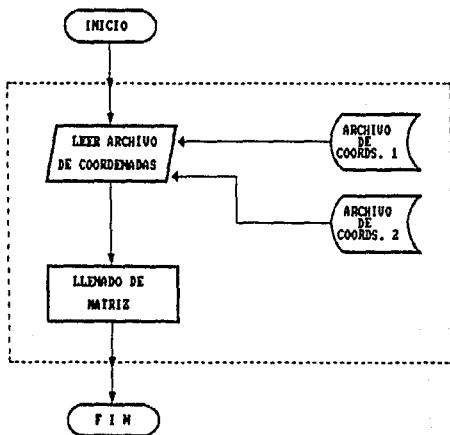 INICIO
LEER ARCHIVO
DE COORDENADAS
ARCHIVO
DE
COORDS. 1
ARCHIVO
DE
COORDS. 2
LLENADO DE
MATRIZ
F I N